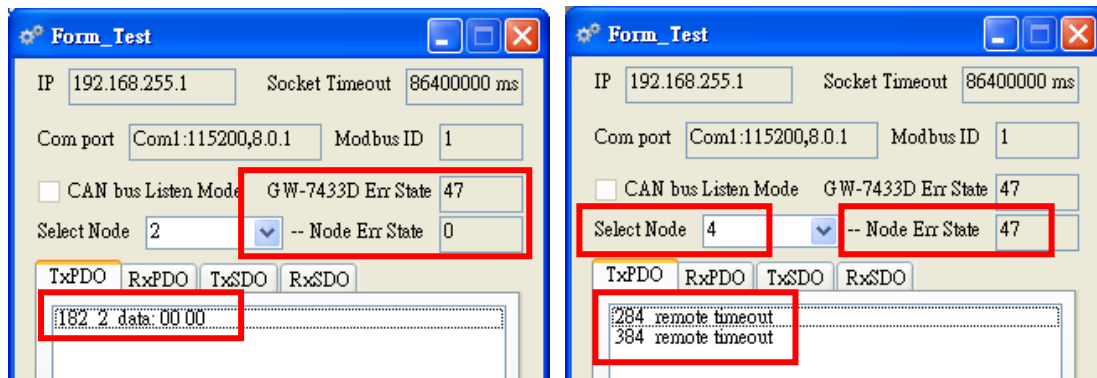 Form_Test
IP 192.168.255.1 Socket Timeout 86400000 ms
Com port Com1:115200,8.0.1 Modbus ID 1
CAN bus Listen Mode GW-7433D Err State 47
Select Node 2 -- Node Err State 0
TxPDO RxPDO TxSDO RxSDO
182 2 data: 00 00
Form_Test
IP 192.168.255.1 Socket Timeout 86400000 ms
Com port Com1:115200,8.0.1 Modbus ID 1
CAN bus Listen Mode GW-7433D Err State 47
Select Node 4 -- Node Err State 47
TxPDO RxPDO TxSDO RxSDO
284 remote timeout
384 remote timeout